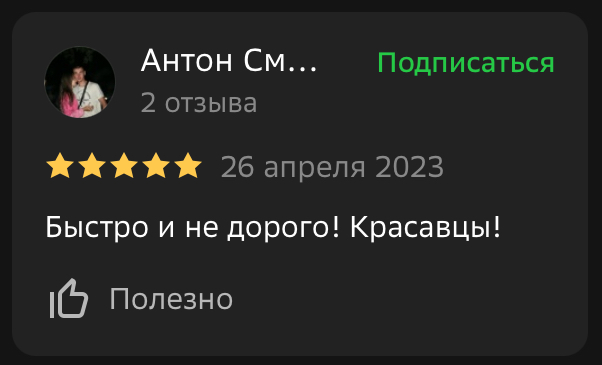 Антон См...
Подписаться
2 отзыва
26 апреля 2023
Быстро и не дорого! Красавцы!
Полезно